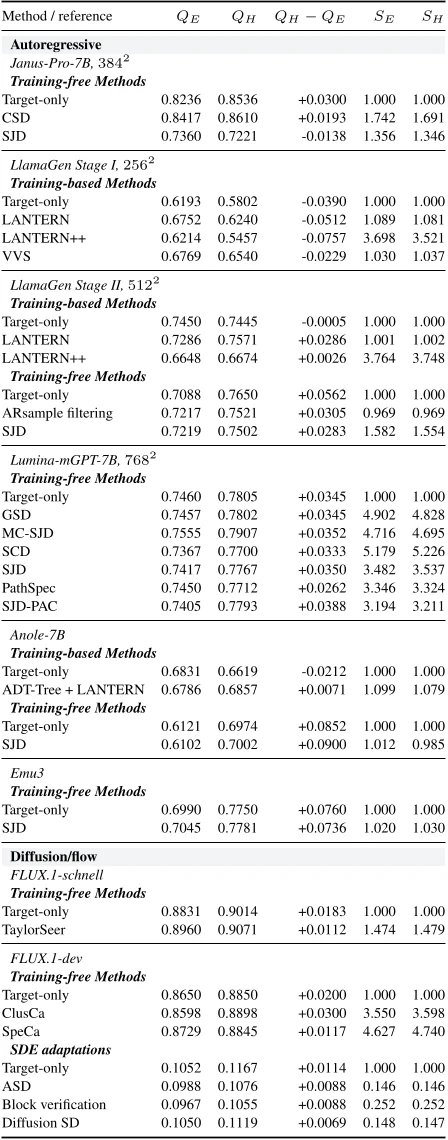 Method / reference Q_E Q_H Q_H − Q_E S_E S_H
Autoregressive
Janus-Pro-7B, 384²
Training-free Methods
Target-only 0.8236 0.8536 +0.0300 1.000 1.000
CSD 0.8417 0.8610 +0.0193 1.742 1.691
SJD 0.7360 0.7221 -0.0138 1.356 1.346
LlamaGen Stage I, 256²
Training-based Methods
Target-only 0.6193 0.5802 -0.0390 1.000 1.000
LANTERN 0.6752 0.6240 -0.0512 1.089 1.081
LANTERN++ 0.6214 0.5457 -0.0757 3.698 3.521
VVS 0.6769 0.6540 -0.0229 1.030 1.037
LlamaGen Stage II, 512²
Training-based Methods
Target-only 0.7450 0.7445 -0.0005 1.000 1.000
LANTERN 0.7286 0.7571 +0.0286 1.001 1.002
LANTERN++ 0.6648 0.6674 +0.0026 3.764 3.748
Training-free Methods
Target-only 0.7088 0.7650 +0.0562 1.000 1.000
ARsample filtering 0.7217 0.7521 +0.0305 0.969 0.969
SJD 0.7219 0.7502 +0.0283 1.582 1.554
Lumina-mGPT-7B, 768²
Training-free Methods
Target-only 0.7460 0.7805 +0.0345 1.000 1.000
GSD 0.7457 0.7802 +0.0345 4.902 4.828
MC-SJD 0.7555 0.7907 +0.0352 4.716 4.695
SCD 0.7367 0.7700 +0.0333 5.179 5.226
SJD 0.7417 0.7767 +0.0350 3.482 3.537
PathSpec 0.7450 0.7712 +0.0262 3.346 3.324
SJD-PAC 0.7405 0.7793 +0.0388 3.194 3.211
Anole-7B
Training-based Methods
Target-only 0.6831 0.6619 -0.0212 1.000 1.000
ADT-Tree + LANTERN 0.6786 0.6857 +0.0071 1.099 1.079
Training-free Methods
Target-only 0.6121 0.6974 +0.0852 1.000 1.000
SJD 0.6102 0.7002 +0.0900 1.012 0.985
Emu3
Training-free Methods
Target-only 0.6990 0.7750 +0.0760 1.000 1.000
SJD 0.7045 0.7781 +0.0736 1.020 1.030
Diffusion/flow
FLUX.1-schnell
Training-free Methods
Target-only 0.8831 0.9014 +0.0183 1.000 1.000
TaylorSeer 0.8960 0.9071 +0.0112 1.474 1.479
FLUX.1-dev
Training-free Methods
Target-only 0.8650 0.8850 +0.0200 1.000 1.000
ClusCa 0.8598 0.8898 +0.0300 3.550 3.598
SpeCa 0.8729 0.8845 +0.0117 4.627 4.740
SDE adaptations
Target-only 0.1052 0.1167 +0.0114 1.000 1.000
ASD 0.0988 0.1076 +0.0088 0.146 0.146
Block verification 0.0967 0.1055 +0.0088 0.252 0.252
Diffusion SD 0.1050 0.1119 +0.0069 0.148 0.147